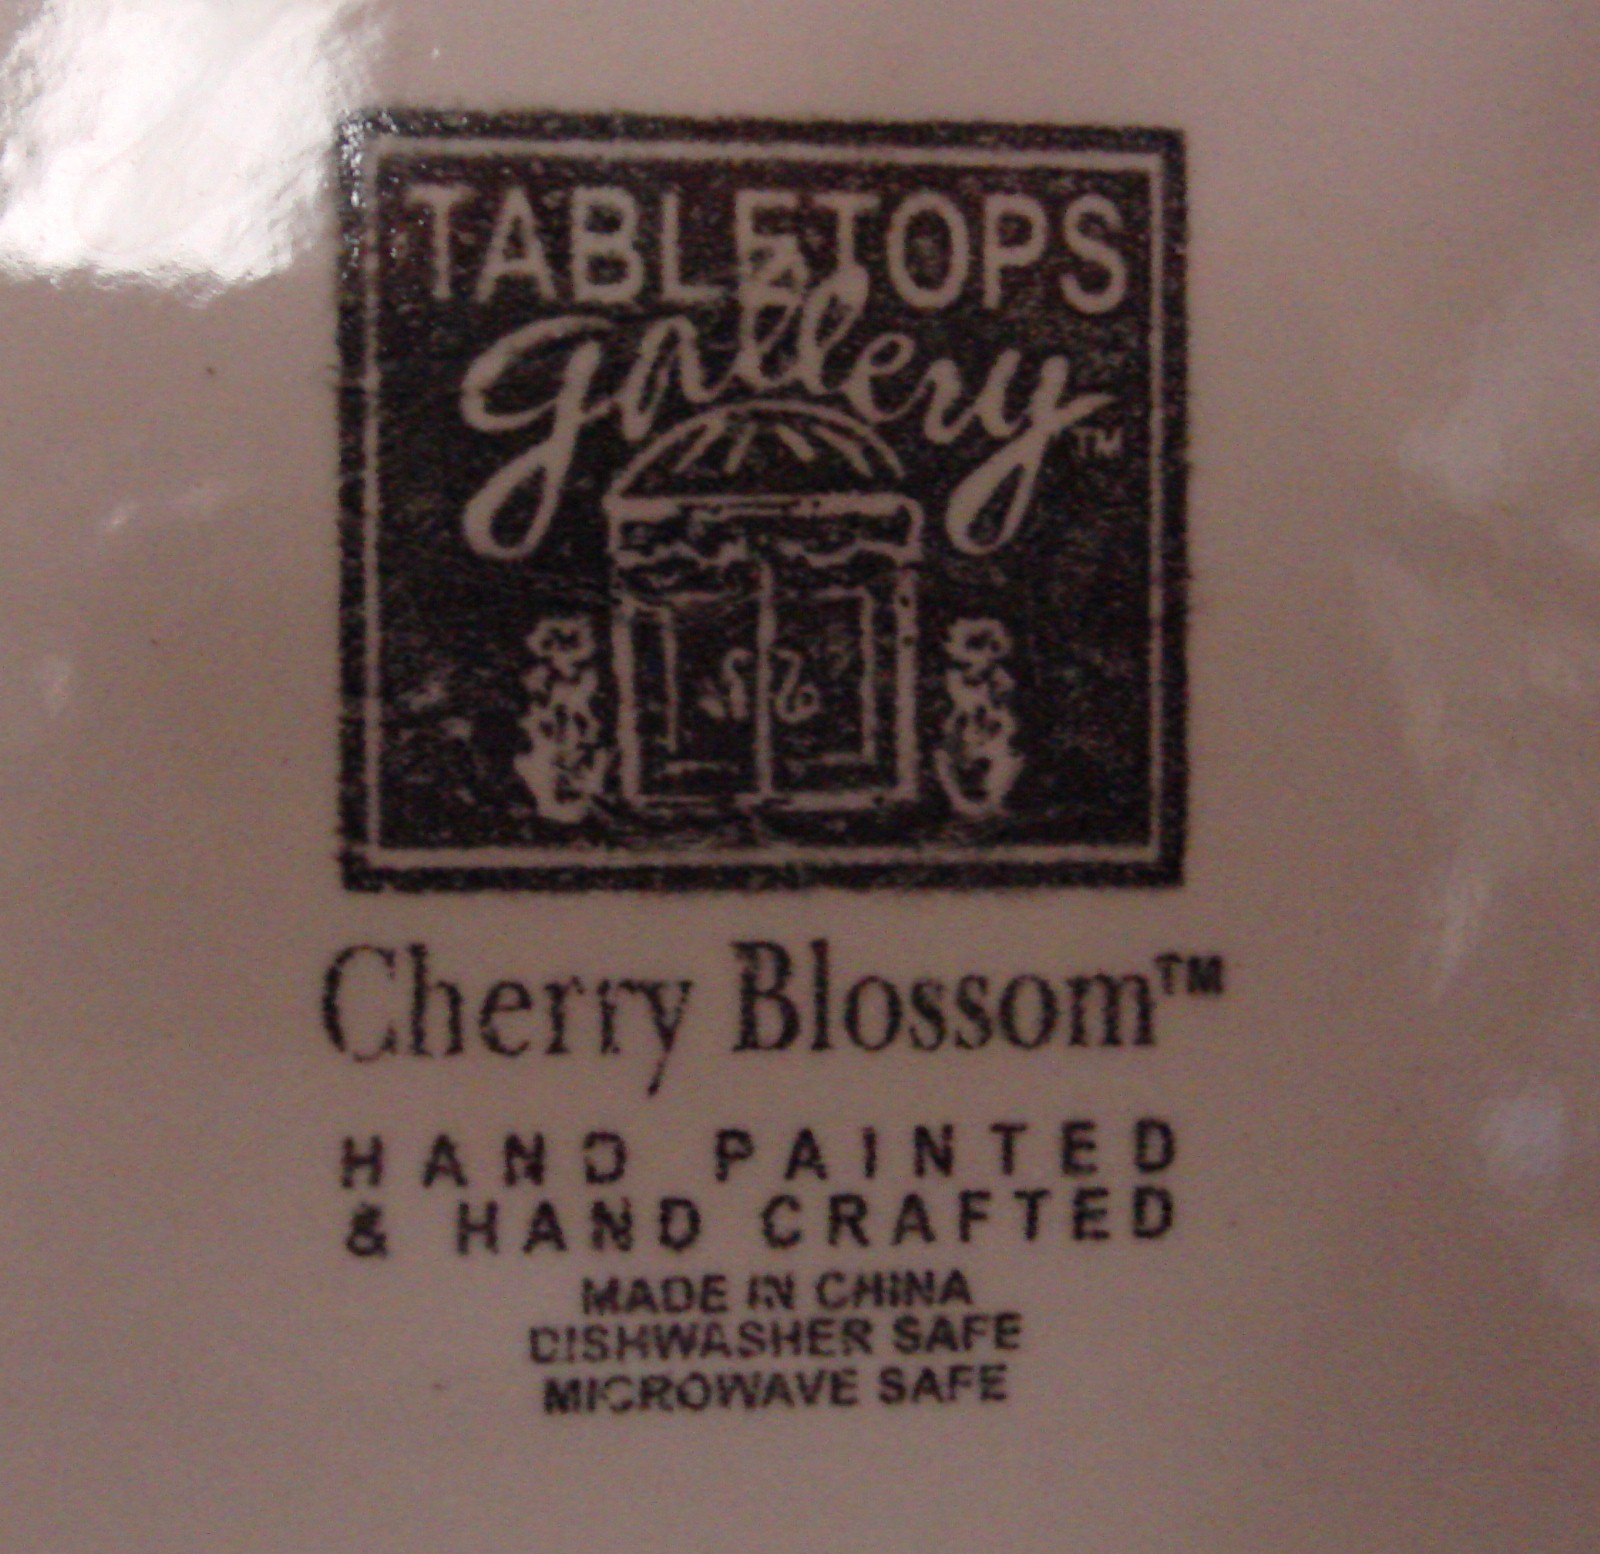 TABLETOPS
gallery™
Cherry Blossom™
HAND PAINTED
& HAND CRAFTED
MADE IN CHINA
DISHWASHER SAFE
MICROWAVE SAFE